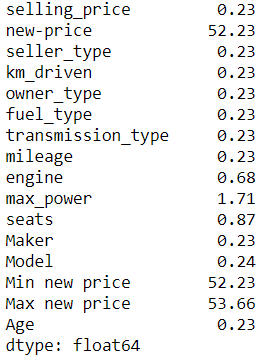 selling_price 0.23
new-price 52.23
seller_type 0.23
km_driven 0.23
owner_type 0.23
fuel_type 0.23
transmission_type 0.23
mileage 0.23
engine 0.68
max_power 1.71
seats 0.87
Maker 0.23
Model 0.24
Min new price 52.23
Max new price 53.66
Age 0.23
dtype: float64